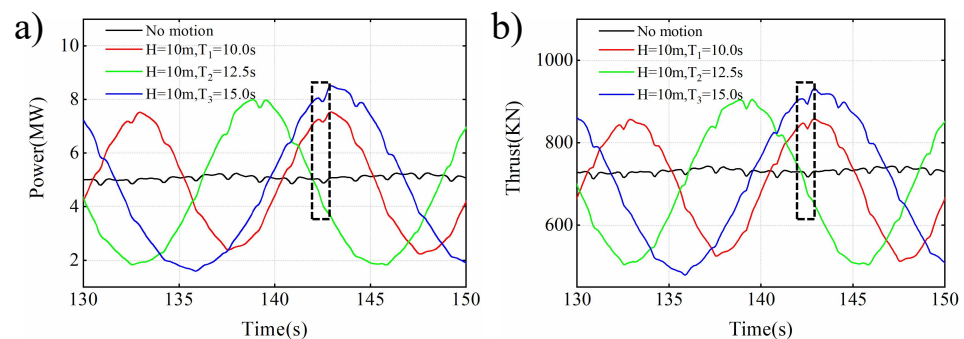 a)
10
8
6
4
2
Power(MW)
No motion
H=10m,T1=10.0s
H=10m,T2=12.5s
H=10m,T3=15.0s
130
135
140
145
150
Time(s)
b)
1000
800
600
Thrust(KN)
No motion
H=10m,T1=10.0s
H=10m,T2=12.5s
H=10m,T3=15.0s
130
135
140
145
150
Time(s)